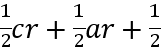 ½cr + ½ar + ½